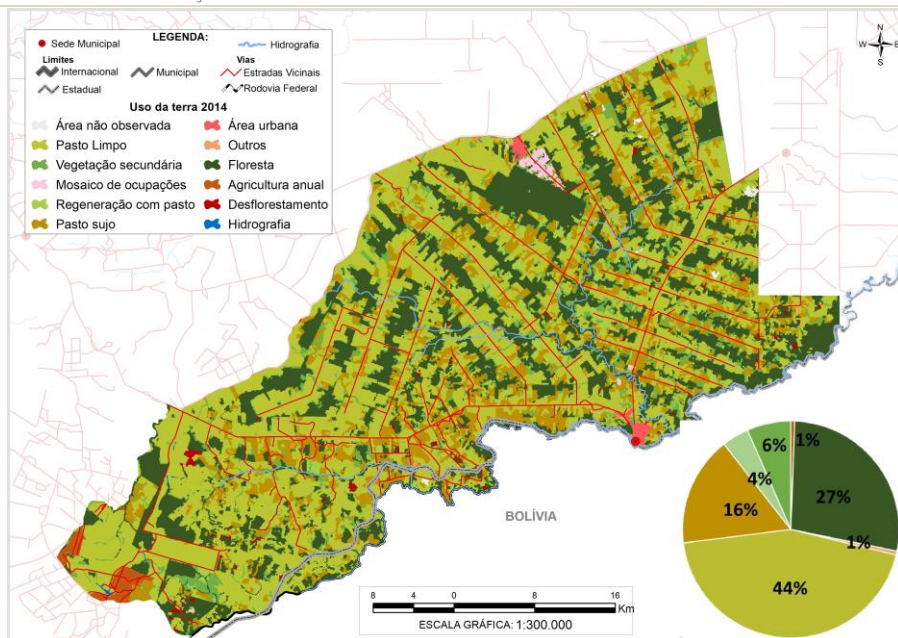 LEGENDA:
Sede Municipal
Hidrografia
Limites
Vias
Internacional
Municipal
Estradas Vicinais
Estadual
Rodovia Federal
Uso da terra 2014
Área não observada
Área urbana
Pasto Limpo
Outros
Vegetação secundária
Floresta
Mosaico de ocupações
Agricultura anual
Regeneração com pasto
Desflorestamento
Pasto sujo
Hidrografia
N
W
E
S
BOLÍVIA
8 4 0 8 16
Km
ESCALA GRÁFICA: 1:300.000
6%
1%
4%
27%
16%
1%
44%